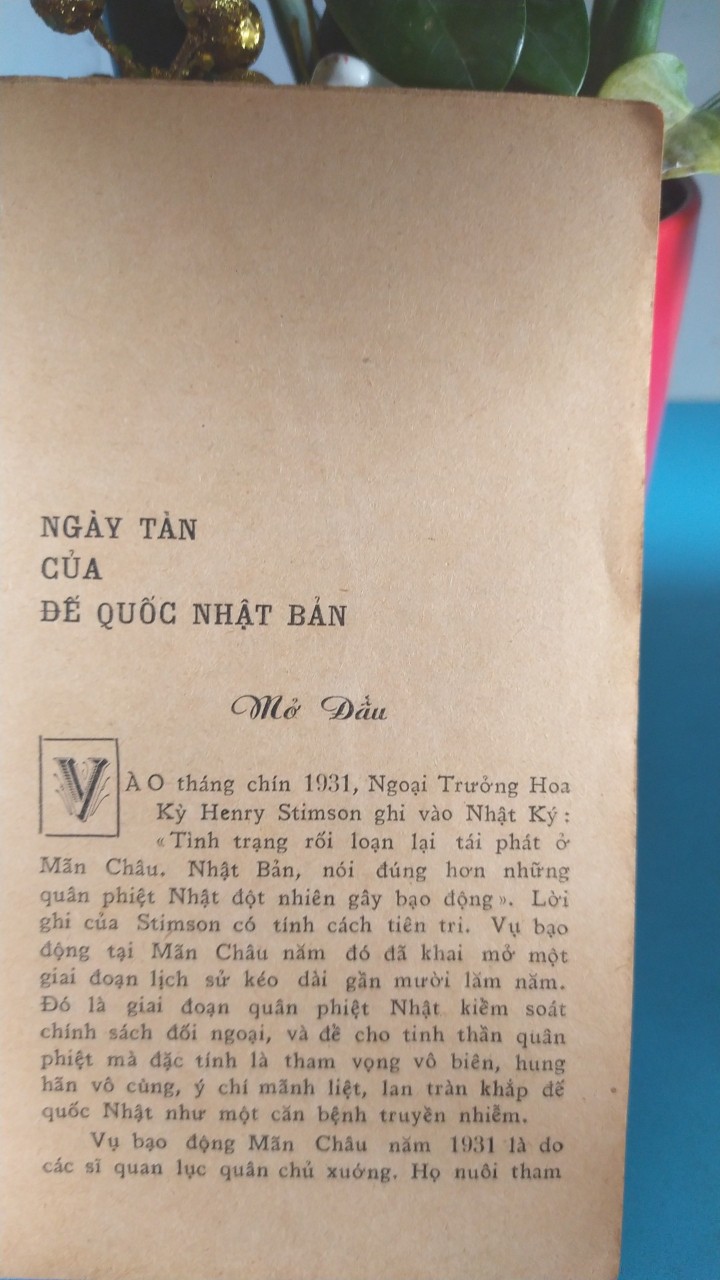 NGÀY TÀN
CỦA
ĐẾ QUỐC NHẬT BẢN
Mở Đầu
VÀO tháng chín 1931, Ngoại Trưởng Hoa
Kỳ Henry Stimson ghi vào Nhật Ký :
«Tình trạng rối loạn lại tái phát ở
Mãn Châu. Nhật Bản, nói đúng hơn những
quân phiệt Nhật đột nhiên gây bạo động». Lời
ghi của Stimson có tính cách tiên tri. Vụ bạo
động tại Mãn Châu năm đó đã khai mở một
giai đoạn lịch sử kéo dài gần mười lăm năm.
Đó là giai đoạn quân phiệt Nhật kiểm soát
chính sách đối ngoại, và để cho tinh thần quân
phiệt mà đặc tính là tham vọng vô biên, hung
hãn vô cùng, ý chí mãnh liệt, lan tràn khắp đế
quốc Nhật như một căn bệnh truyền nhiễm.
Vụ bạo động Mãn Châu năm 1931 là do
các sĩ quan lục quân chủ xướng. Họ nuôi tham